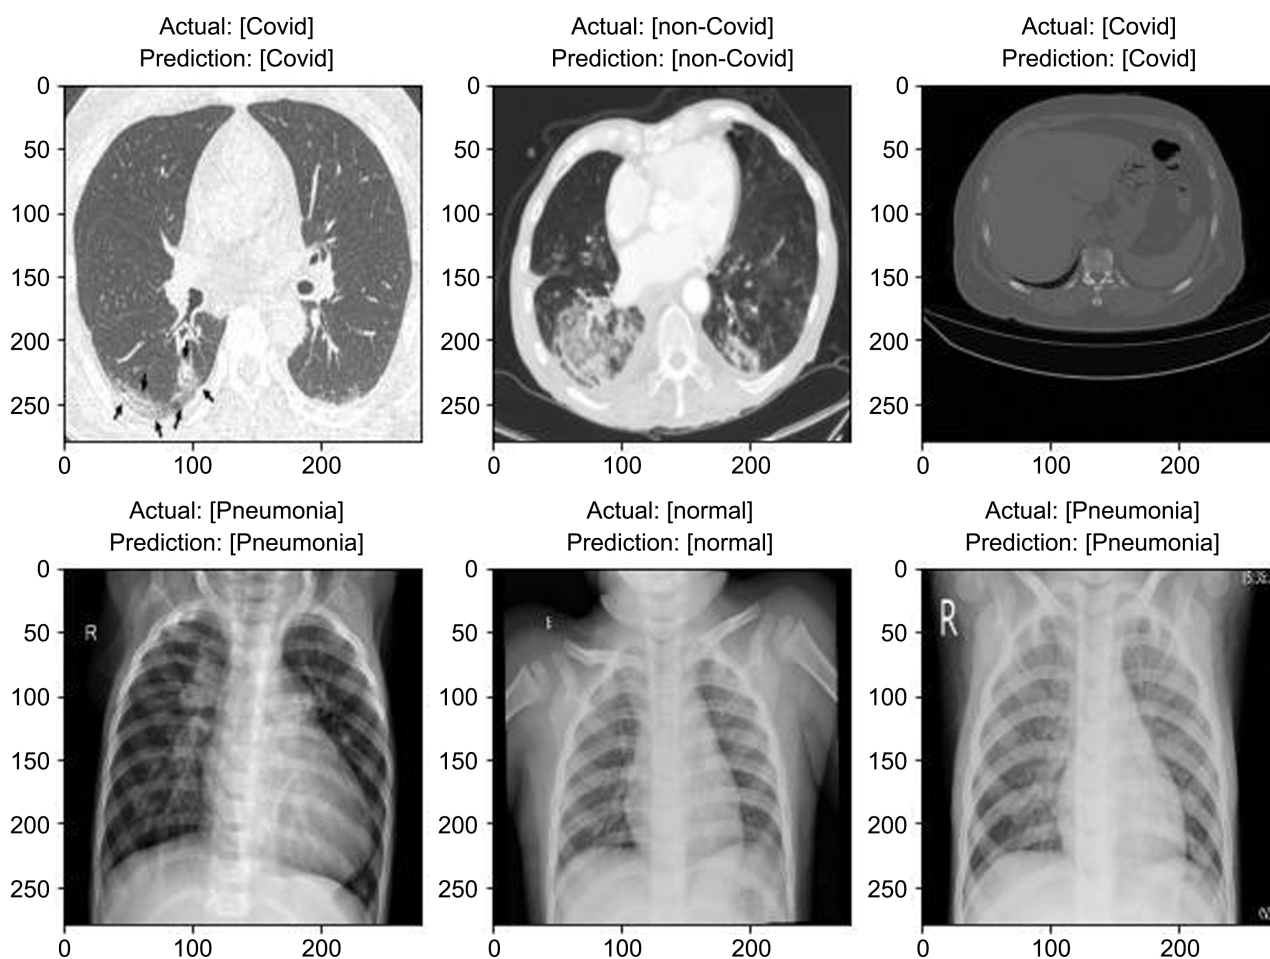 Actual: [Covid]
Prediction: [Covid]
Actual: [non-Covid]
Prediction: [non-Covid]
Actual: [Covid]
Prediction: [Covid]
0
50
100
150
200
250
0 100 200
0
50
100
150
200
250
0 100 200
0
50
100
150
200
250
0 100 200
Actual: [Pneumonia]
Prediction: [Pneumonia]
Actual: [normal]
Prediction: [normal]
Actual: [Pneumonia]
Prediction: [Pneumonia]
0
50
100
150
200
250
0 100 200
R
0
50
100
150
200
250
0 100 200
0
50
100
150
200
250
0 100 200
R